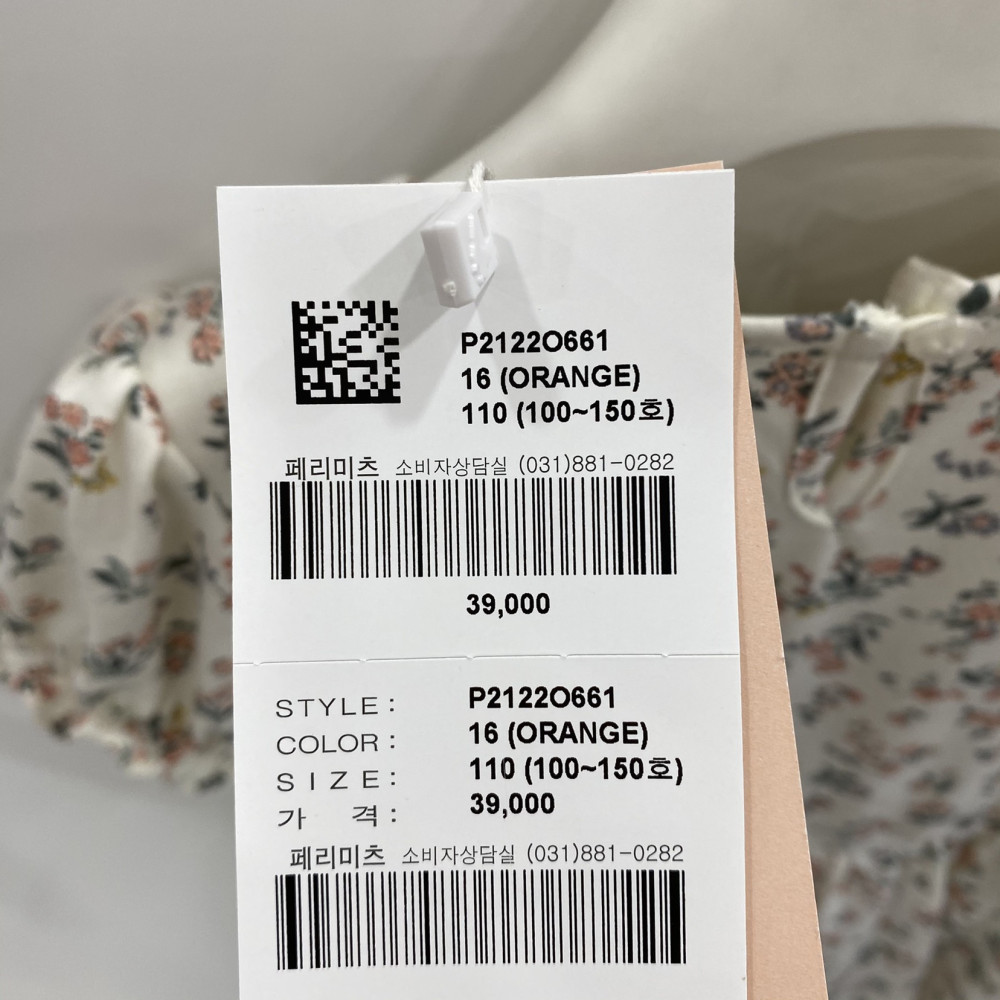 P2122O661
16 (ORANGE)
110 (100~150호)
페리미츠 소비자상담실 (031)881-0282
39,000
STYLE : P2122O661
COLOR : 16 (ORANGE)
SIZE : 110 (100~150호)
가 격 : 39,000
페리미츠 소비자상담실 (031)881-0282